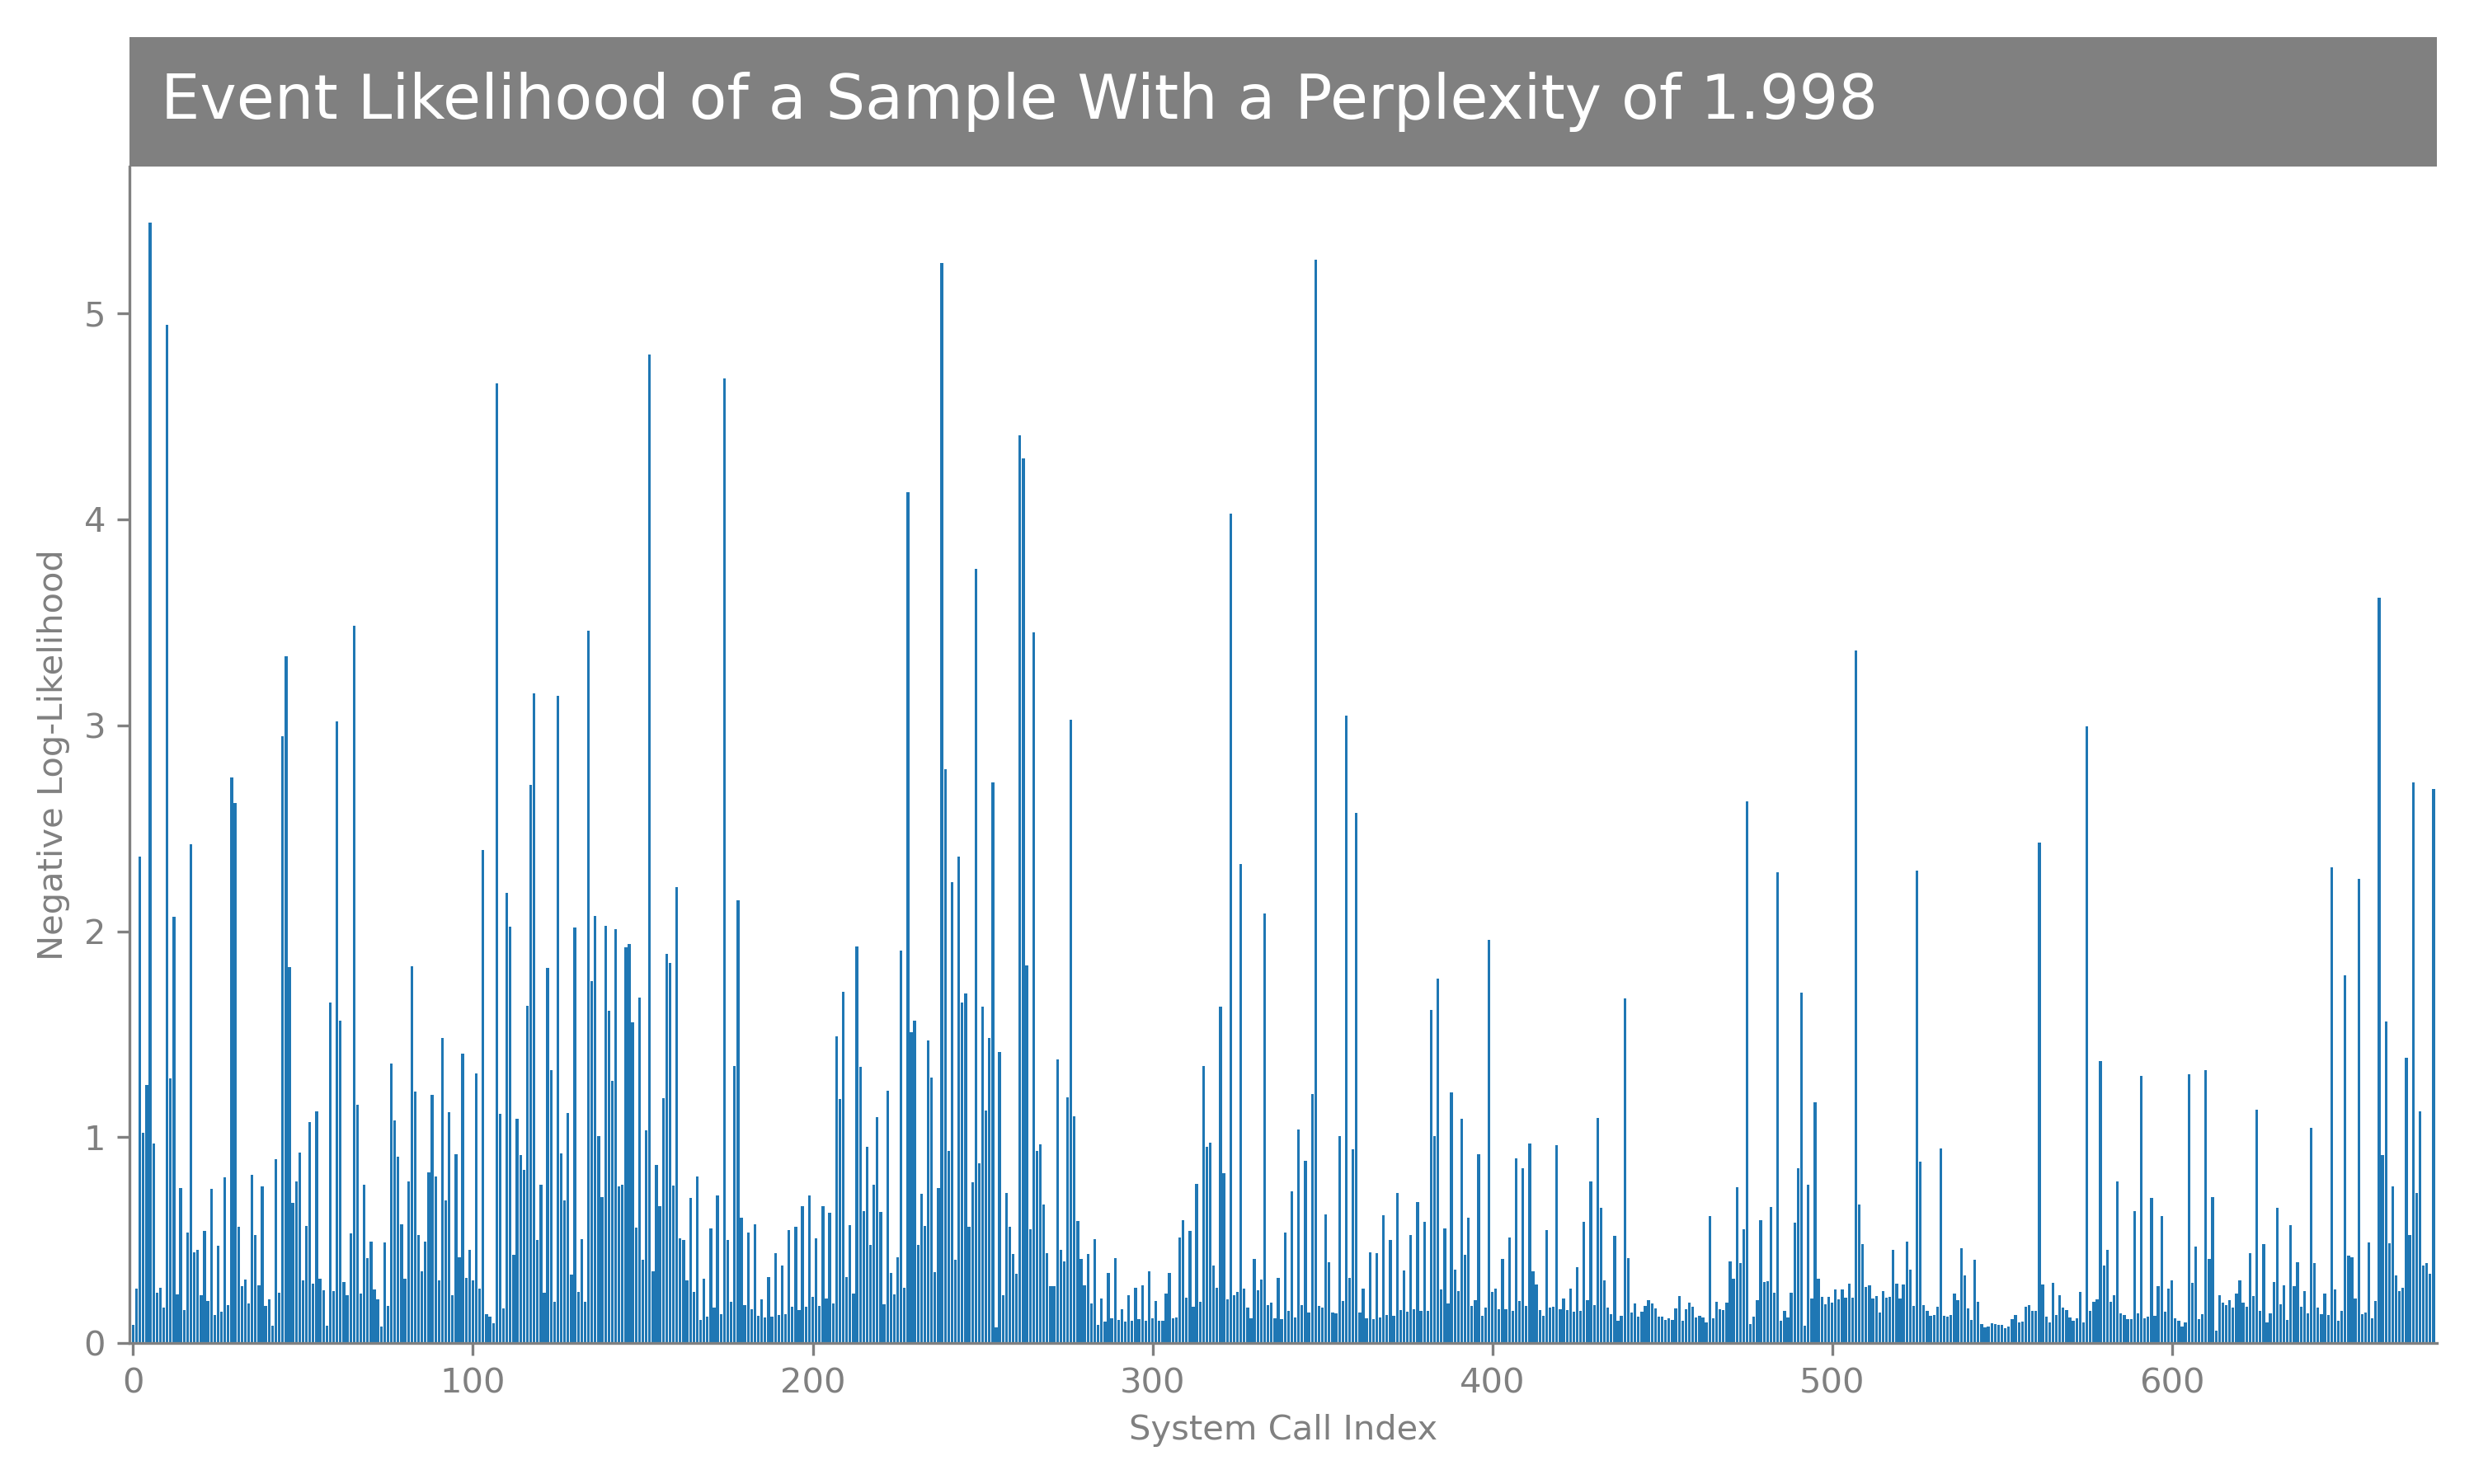 Event Likelihood of a Sample With a Perplexity of 1.998
5
4
3
2
1
0
Negative Log-Likelihood
0 100 200 300 400 500 600
System Call Index